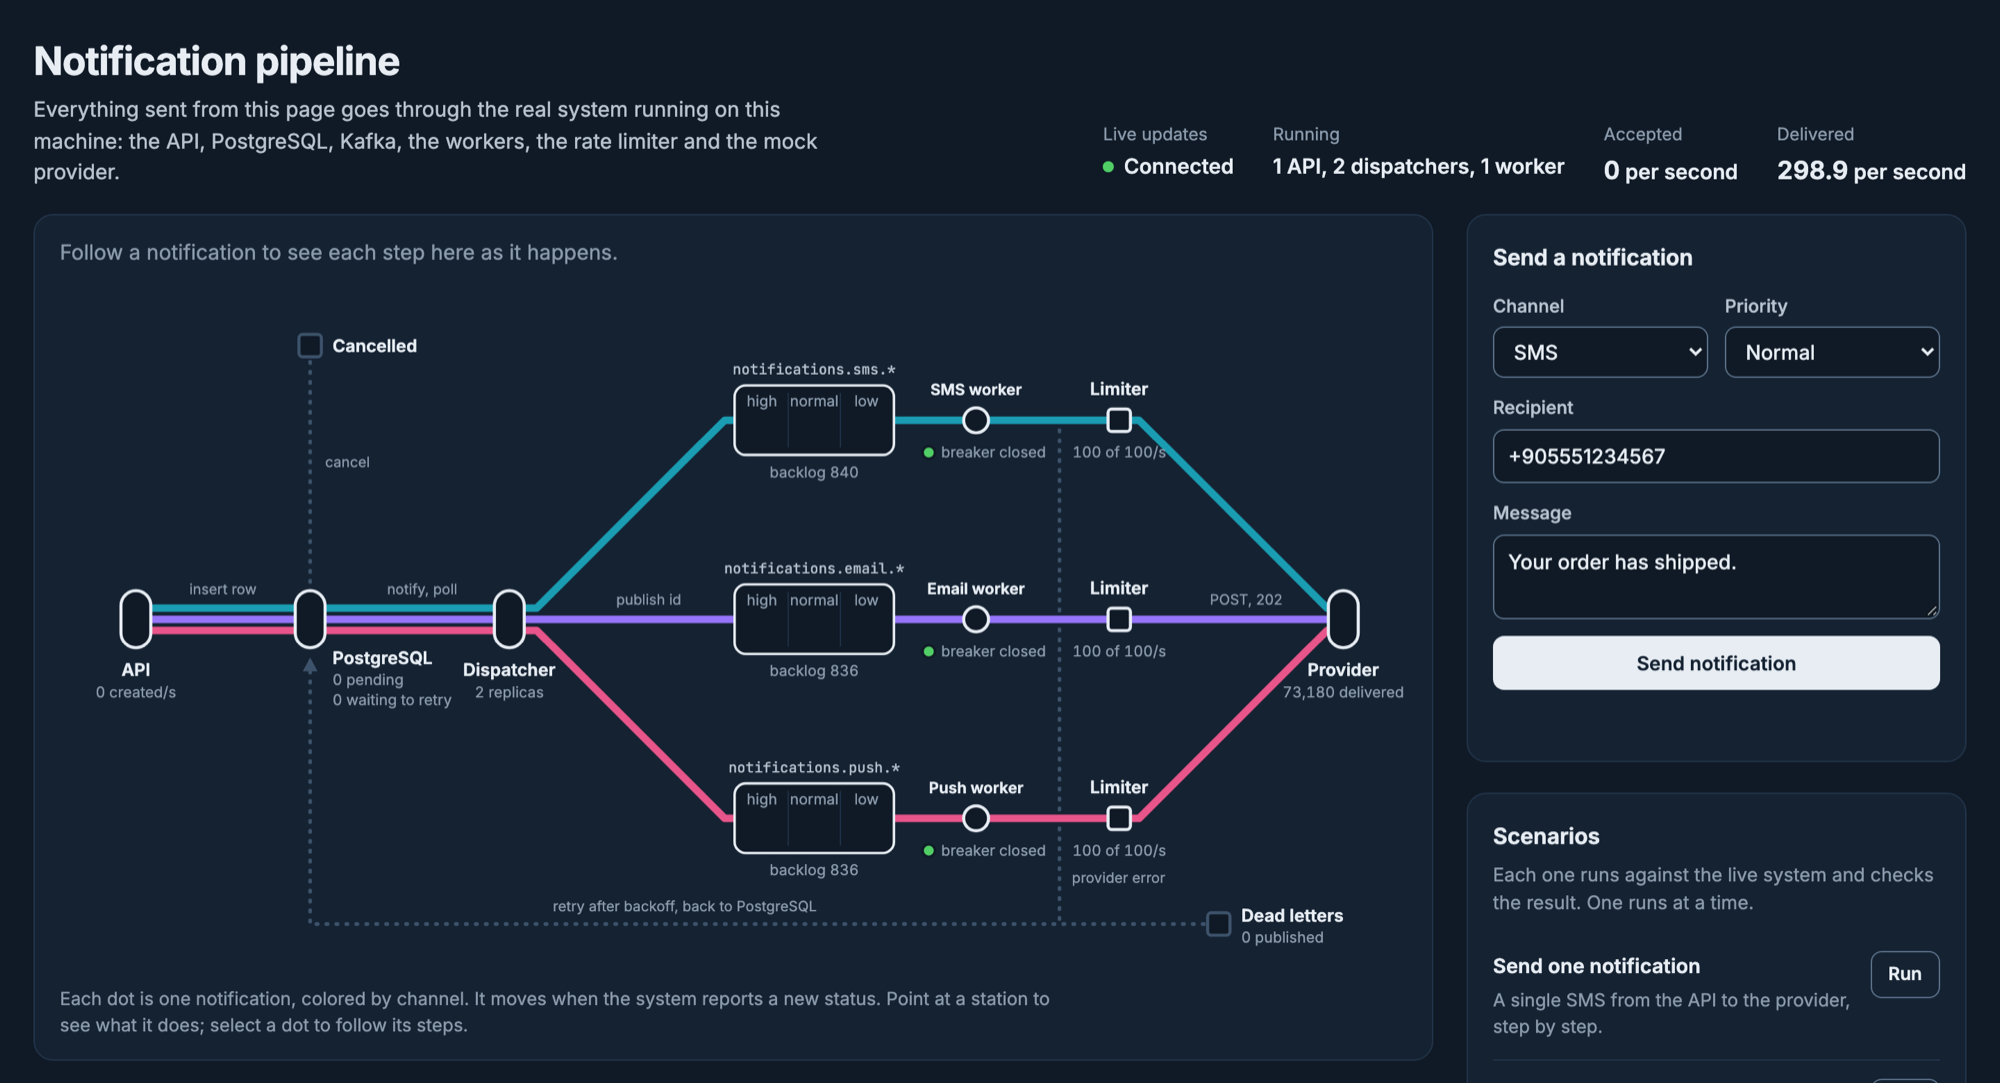 Notification pipeline
Everything sent from this page goes through the real system running on this
machine: the API, PostgreSQL, Kafka, the workers, the rate limiter and the mock
provider.
Live updates
Connected
Running
1 API, 2 dispatchers, 1 worker
Accepted
0 per second
Delivered
298.9 per second
Follow a notification to see each step here as it happens.
Cancelled
cancel
insert row
notify, poll
publish id
API
0 created/s
PostgreSQL
0 pending
0 waiting to retry
Dispatcher
2 replicas
notifications.sms.*
high normal low
backlog 840
SMS worker
breaker closed
Limiter
100 of 100/s
notifications.email.*
high normal low
backlog 836
Email worker
breaker closed
Limiter
100 of 100/s
POST, 202
Provider
73,180 delivered
notifications.push.*
high normal low
backlog 836
Push worker
breaker closed
Limiter
100 of 100/s
provider error
retry after backoff, back to PostgreSQL
Dead letters
0 published
Each dot is one notification, colored by channel. It moves when the system reports a new status. Point at a station to
see what it does; select a dot to follow its steps.
Send a notification
Channel
SMS
Priority
Normal
Recipient
+905551234567
Message
Your order has shipped.
Send notification
Scenarios
Each one runs against the live system and checks
the result. One runs at a time.
Send one notification
Run
A single SMS from the API to the provider,
step by step.